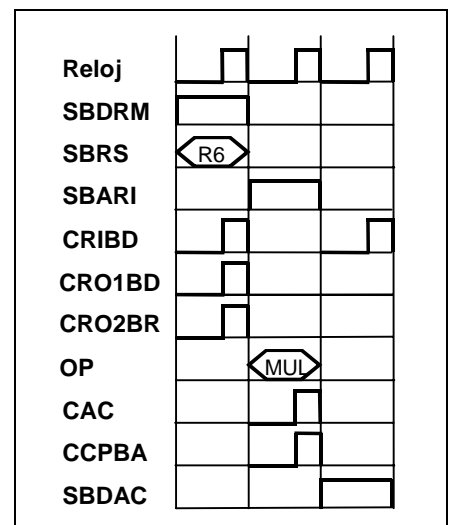 Reloj
SBDRM
SBRS R6
SBARI
CRIBD
CRO1BD
CRO2BR
OP MUL
CAC
CCPBA
SBDAC